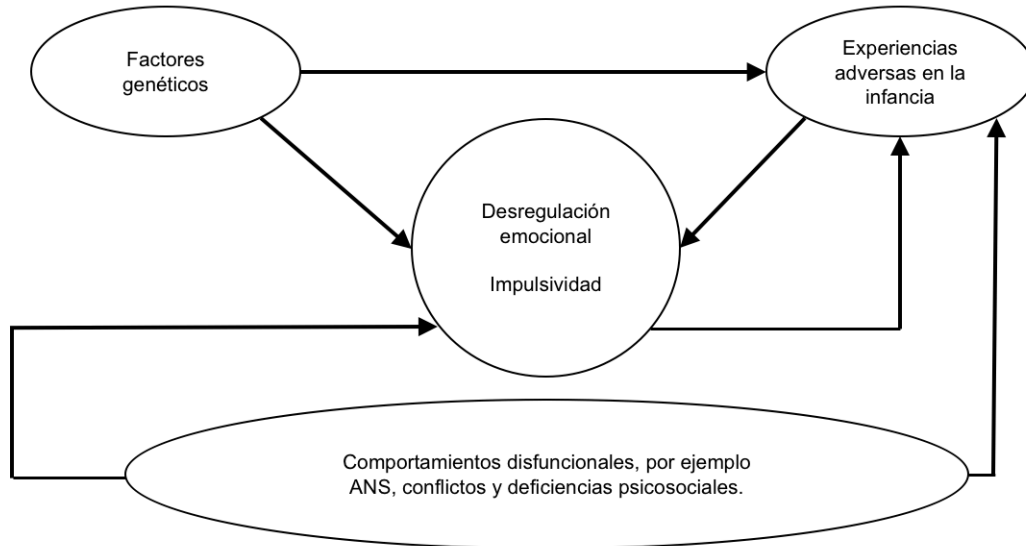 Factores
genéticos
Experiencias
adversas en la
infancia
Desregulación
emocional
Impulsividad
Comportamientos disfuncionales, por ejemplo
ANS, conflictos y deficiencias psicosociales.